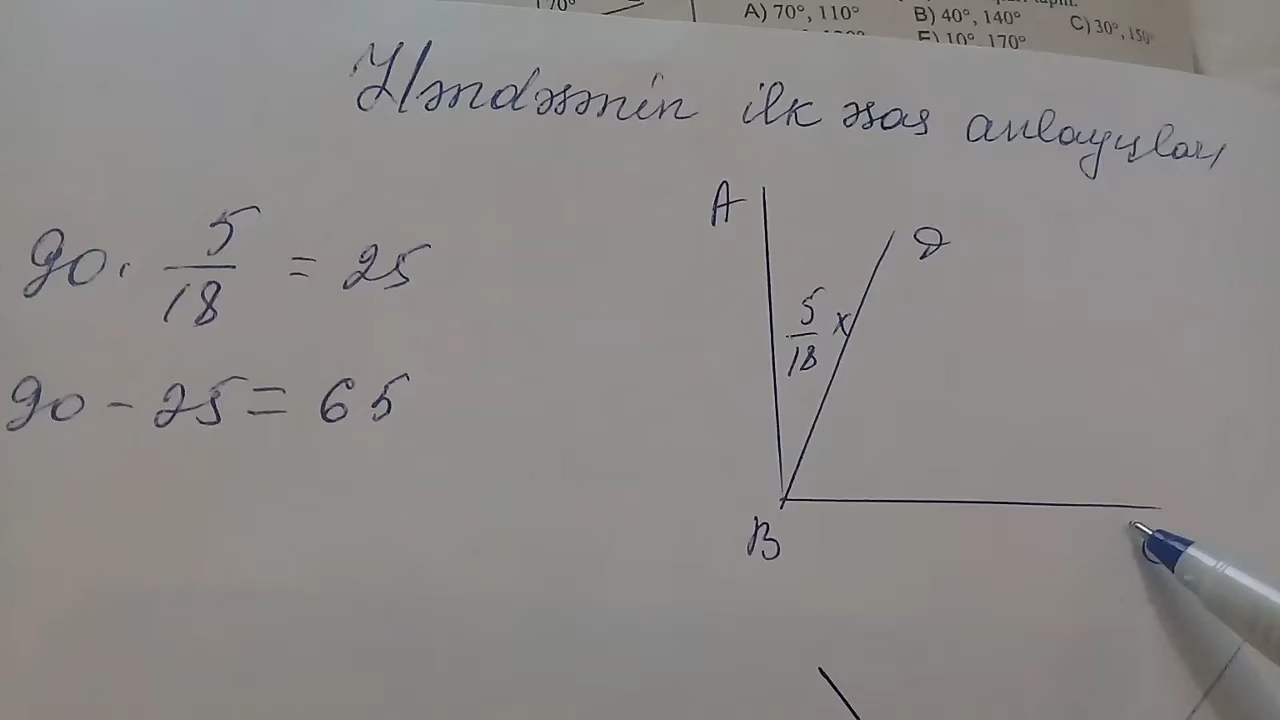 70°
A) 70°, 110° B) 40°, 140° C) 30°, 150°
E) 10°, 170°
Həndəsənin ilk əsas anlayışları
90 · 5/18 = 25
90 - 25 = 65
A
D
5/18 x
B
C